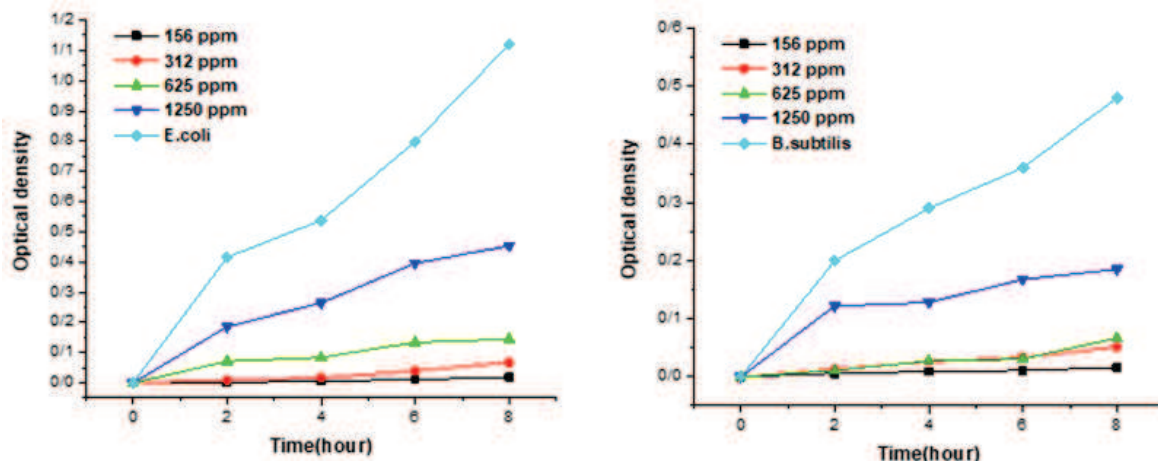 1/2
1/1
1/0
0/9
0/8
0/7
0/6
0/5
0/4
0/3
0/2
0/1
0/0
Optical density
156 ppm
312 ppm
625 ppm
1250 ppm
E.coli
0 2 4 6 8
Time(hour)
0/6
0/5
0/4
0/3
0/2
0/1
0/0
Optical density
156 ppm
312 ppm
625 ppm
1250 ppm
B.subtilis
0 2 4 6 8
Time(hour)